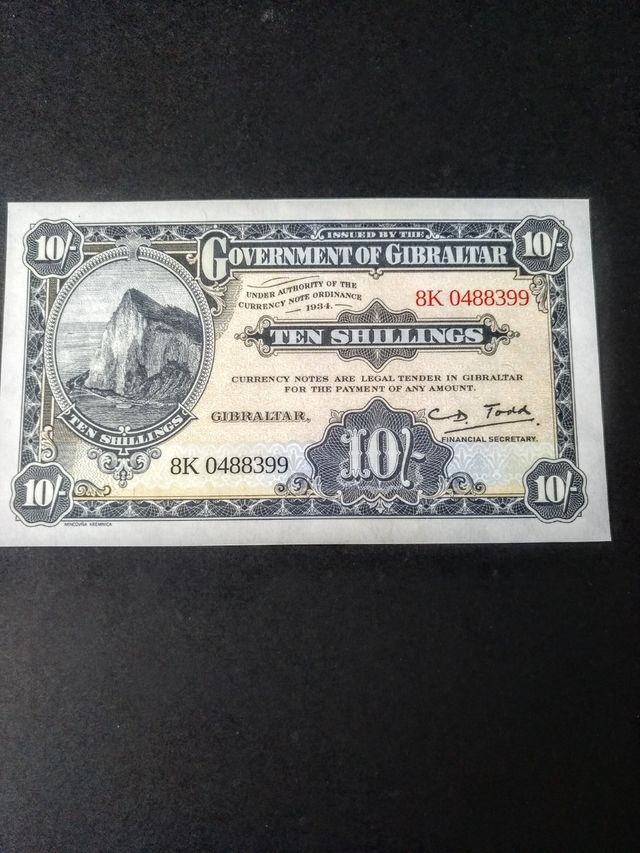 ISSUED BY THE
10/-
GOVERNMENT OF GIBRALTAR
10/-
UNDER AUTHORITY OF THE
CURRENCY NOTE ORDINANCE
1934.
8K 0488399
TEN SHILLINGS
CURRENCY NOTES ARE LEGAL TENDER IN GIBRALTAR
FOR THE PAYMENT OF ANY AMOUNT.
TEN SHILLINGS
GIBRALTAR,
C. D. Todd
FINANCIAL SECRETARY.
8K 0488399
10/-
10/-
10/-
MINCOVŇA KREMNICA